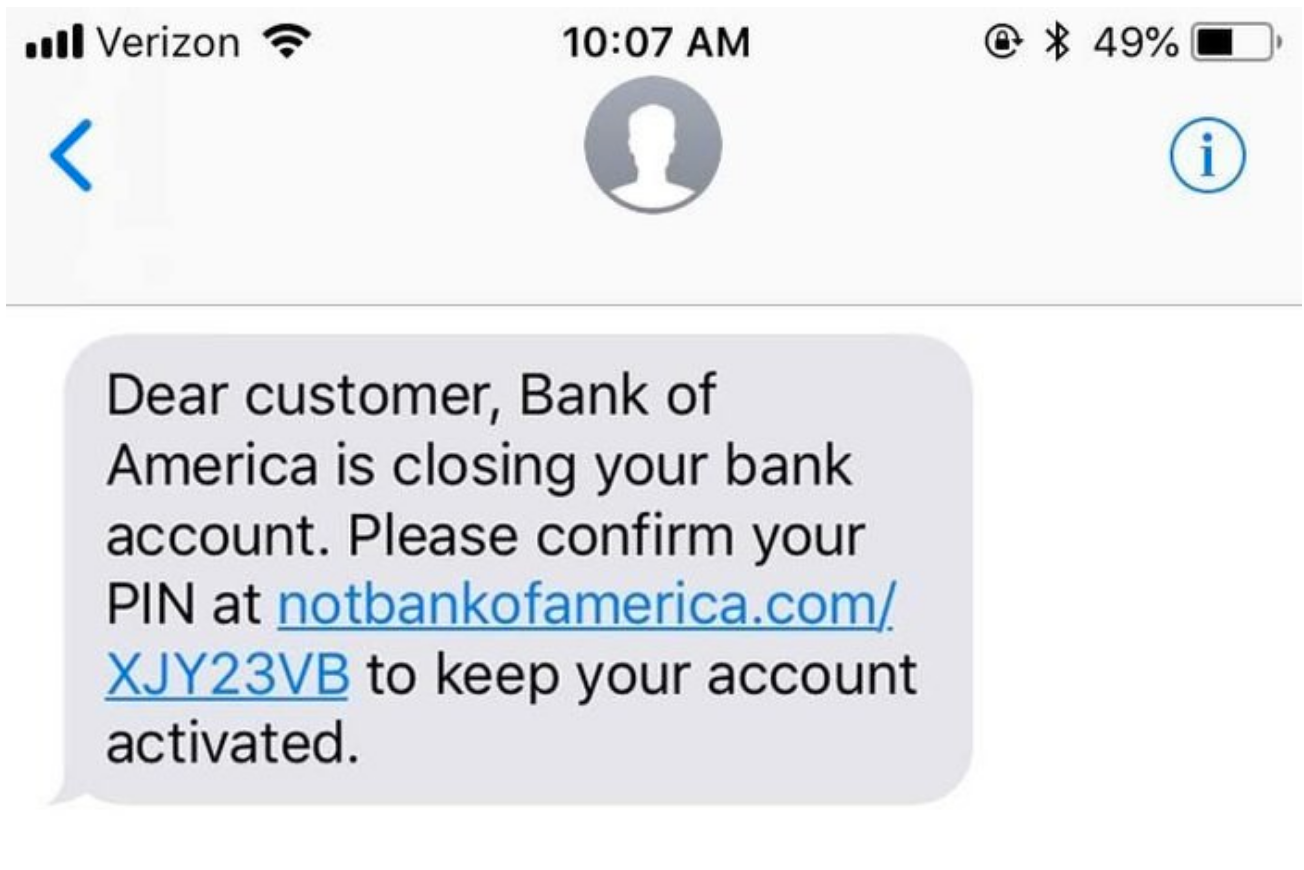 Verizon 10:07 AM 49%
i
Dear customer, Bank of
America is closing your bank
account. Please confirm your
PIN at notbankofamerica.com/
XJY23VB to keep your account
activated.